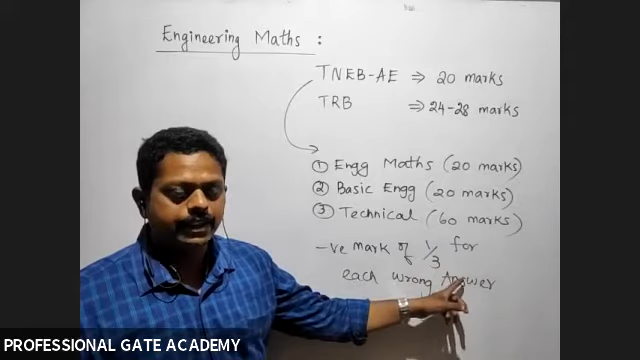 Engineering Maths :
TNEB-AE ⇒ 20 marks
TRB ⇒ 24-28 marks
① Engg Maths (20 marks)
② Basic Engg (20 marks)
③ Technical (60 marks)
-ve mark of 1/3 for
each wrong Answer
PROFESSIONAL GATE ACADEMY